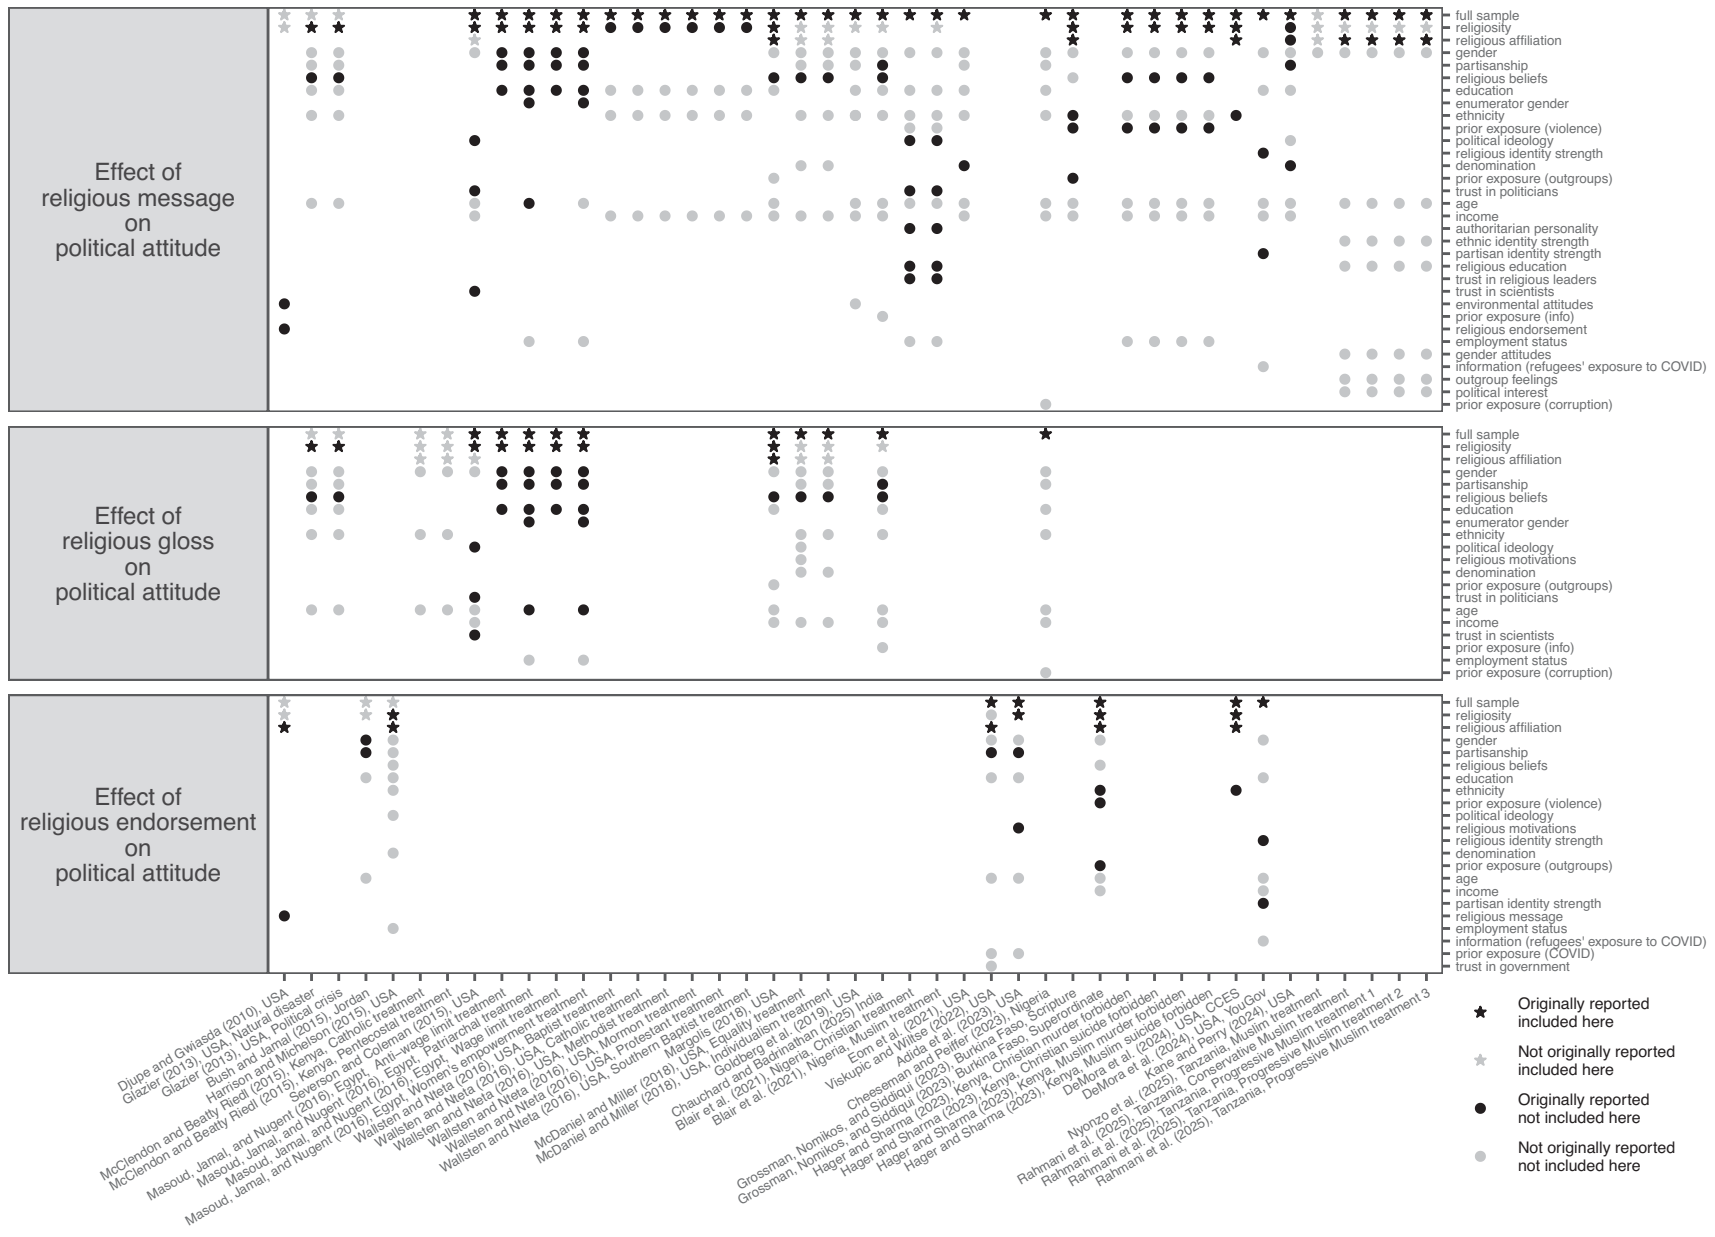 Effect of
religious message
on
political attitude
full sample
religiosity
religious affiliation
gender
partisanship
religious beliefs
education
enumerator gender
ethnicity
prior exposure (violence)
political ideology
religious identity strength
denomination
prior exposure (outgroups)
trust in politicians
age
income
authoritarian personality
ethnic identity strength
partisan identity strength
religious education
trust in religious leaders
trust in scientists
environmental attitudes
prior exposure (info)
religious endorsement
employment status
gender attitudes
information (refugees' exposure to COVID)
outgroup feelings
political interest
prior exposure (corruption)
Effect of
religious gloss
on
political attitude
full sample
religiosity
religious affiliation
gender
partisanship
religious beliefs
education
enumerator gender
ethnicity
political ideology
religious motivations
denomination
prior exposure (outgroups)
trust in politicians
age
income
trust in scientists
prior exposure (info)
employment status
prior exposure (corruption)
Effect of
religious endorsement
on
political attitude
full sample
religiosity
religious affiliation
gender
partisanship
religious beliefs
education
ethnicity
prior exposure (violence)
political ideology
religious motivations
religious identity strength
denomination
prior exposure (outgroups)
age
income
partisan identity strength
religious message
employment status
information (refugees' exposure to COVID)
prior exposure (COVID)
trust in government
Djupe and Gwiasda (2010), USA
Glazier (2013), USA, Natural disaster
Glazier (2013), USA, Political crisis
Bush and Jamal (2015), Jordan
Harrison and Michelson (2015), USA
McClendon and Beatty Riedl (2015), Kenya, Catholic treatment
McClendon and Beatty Riedl (2015), Kenya, Pentecostal treatment
Severson and Coleman (2015), USA
Masoud, Jamal, and Nugent (2016), Egypt, Anti-wage limit treatment
Masoud, Jamal, and Nugent (2016), Egypt, Patriarchal treatment
Masoud, Jamal, and Nugent (2016), Egypt, Wage limit treatment
Masoud, Jamal, and Nugent (2016), Egypt, Women's empowerment treatment
Wallsten and Nteta (2016), USA, Baptist treatment
Wallsten and Nteta (2016), USA, Catholic treatment
Wallsten and Nteta (2016), USA, Methodist treatment
Wallsten and Nteta (2016), USA, Mormon treatment
Wallsten and Nteta (2016), USA, Protestant treatment
Wallsten and Nteta (2016), USA, Southern Baptist treatment
Margolis (2018), USA
McDaniel and Miller (2018), USA, Equality treatment
McDaniel and Miller (2018), USA, Individualism treatment
Goldberg et al. (2019), USA
Chauchard and Badrinathan (2025) India
Blair et al. (2021), Nigeria, Christian treatment
Blair et al. (2021), Nigeria, Muslim treatment
Eom et al. (2021), USA
Viskupic and Wiltse (2022), USA
Adida et al. (2023), USA
Cheeseman and Peiffer (2023), Nigeria
Grossman, Nomikos, and Siddiqui (2023), Burkina Faso, Scripture
Grossman, Nomikos, and Siddiqui (2023), Burkina Faso, Superordinate
Hager and Sharma (2023), Kenya, Christian murder forbidden
Hager and Sharma (2023), Kenya, Christian suicide forbidden
Hager and Sharma (2023), Kenya, Muslim murder forbidden
Hager and Sharma (2023), Kenya, Muslim suicide forbidden
DeMora et al. (2024), USA, CCES
DeMora et al. (2024), USA, YouGov
Kane and Perry (2024), USA
Nyonzo et al. (2025), Tanzania, Muslim treatment
Rahmani et al. (2025), Tanzania, Conservative Muslim treatment
Rahmani et al. (2025), Tanzania, Progressive Muslim treatment 1
Rahmani et al. (2025), Tanzania, Progressive Muslim treatment 2
Rahmani et al. (2025), Tanzania, Progressive Muslim treatment 3
Originally reported
included here
Not originally reported
included here
Originally reported
not included here
Not originally reported
not included here